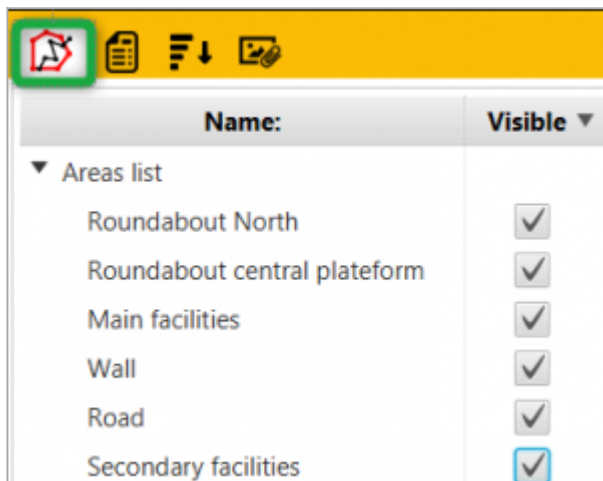 Name: Visible
Areas list
Roundabout North
Roundabout central plateform
Main facilities
Wall
Road
Secondary facilities